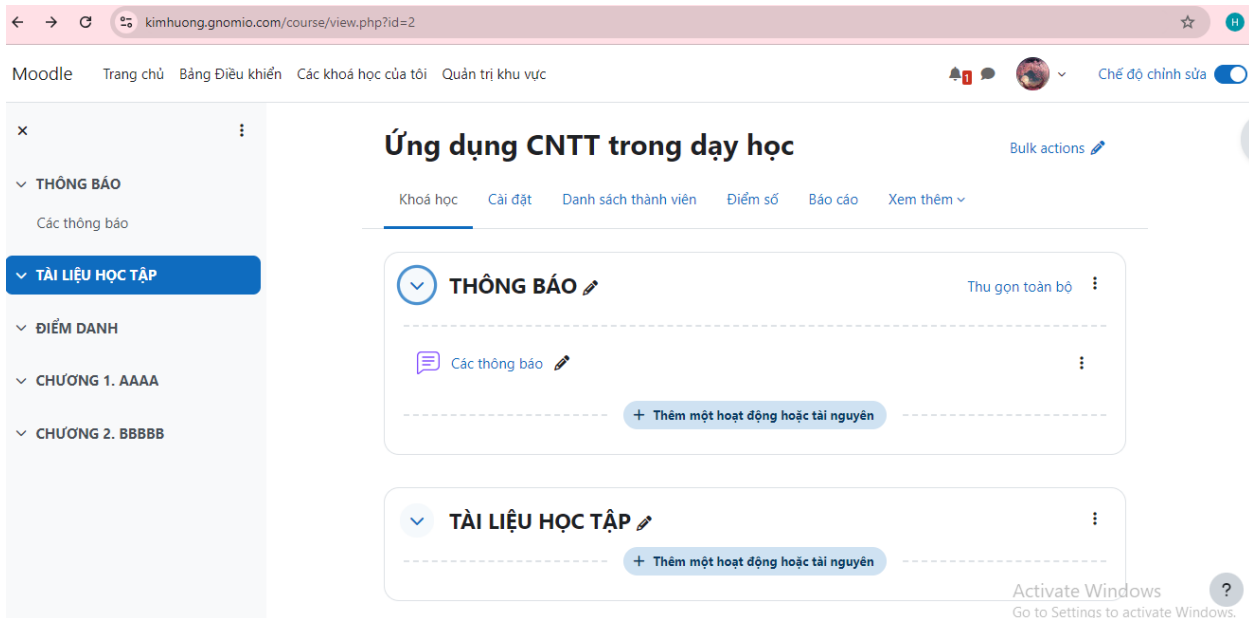 kimhuong.gnomio.com/course/view.php?id=2
H
Moodle Trang chủ Bảng Điều khiển Các khoá học của tôi Quản trị khu vực 1 Chế độ chỉnh sửa
THÔNG BÁO
Các thông báo
TÀI LIỆU HỌC TẬP
ĐIỂM DANH
CHƯƠNG 1. AAAA
CHƯƠNG 2. BBBBB
Ứng dụng CNTT trong dạy học
Bulk actions
Khoá học Cài đặt Danh sách thành viên Điểm số Báo cáo Xem thêm
THÔNG BÁO
Thu gọn toàn bộ
Các thông báo
+ Thêm một hoạt động hoặc tài nguyên
TÀI LIỆU HỌC TẬP
+ Thêm một hoạt động hoặc tài nguyên
Activate Windows
Go to Settings to activate Windows.
?